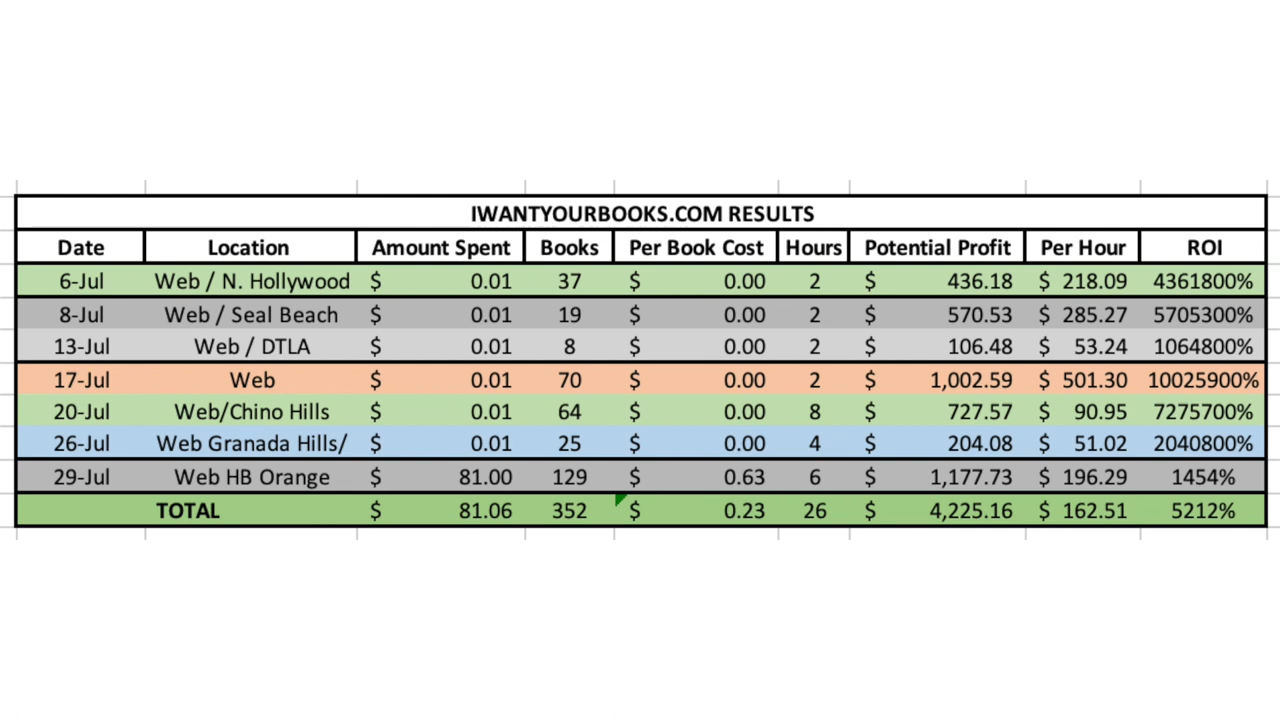 IWANTYOURBOOKS.COM RESULTS
Date Location Amount Spent Books Per Book Cost Hours Potential Profit Per Hour ROI
6-Jul Web / N. Hollywood $ 0.01 37 $ 0.00 2 $ 436.18 $ 218.09 4361800%
8-Jul Web / Seal Beach $ 0.01 19 $ 0.00 2 $ 570.53 $ 285.27 5705300%
13-Jul Web / DTLA $ 0.01 8 $ 0.00 2 $ 106.48 $ 53.24 1064800%
17-Jul Web $ 0.01 70 $ 0.00 2 $ 1,002.59 $ 501.30 10025900%
20-Jul Web/Chino Hills $ 0.01 64 $ 0.00 8 $ 727.57 $ 90.95 7275700%
26-Jul Web Granada Hills/ $ 0.01 25 $ 0.00 4 $ 204.08 $ 51.02 2040800%
29-Jul Web HB Orange $ 81.00 129 $ 0.63 6 $ 1,177.73 $ 196.29 1454%
TOTAL $ 81.06 352 $ 0.23 26 $ 4,225.16 $ 162.51 5212%